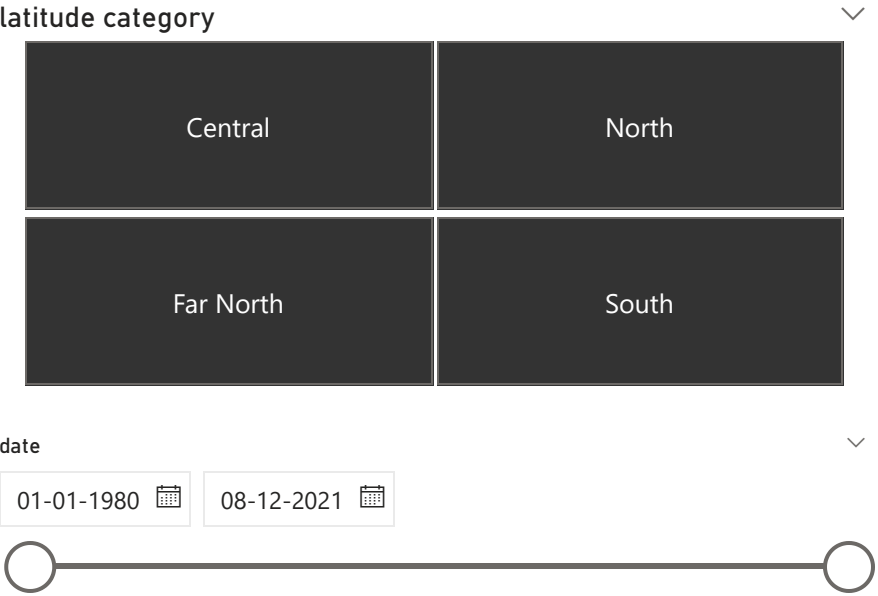 latitude category
Central North
Far North South
date
01-01-1980 08-12-2021